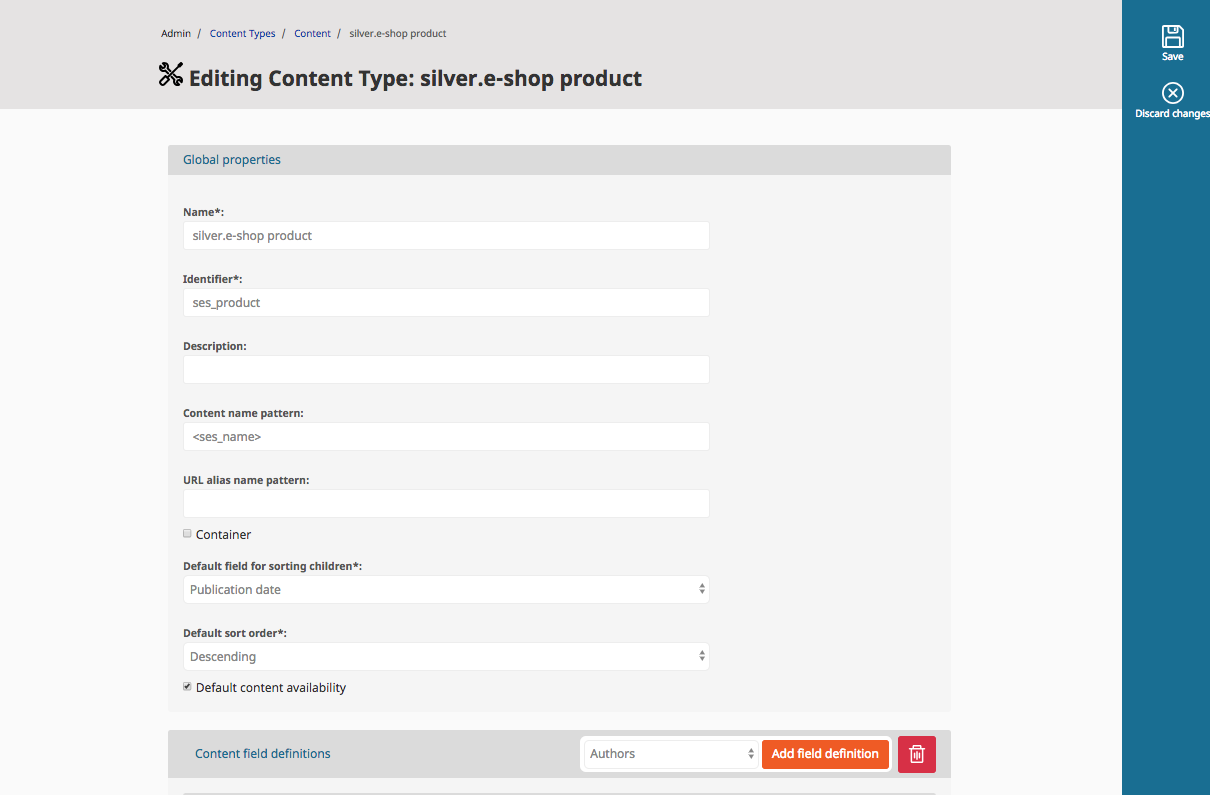 Admin / Content Types / Content / silver.e-shop product
Editing Content Type: silver.e-shop product
Save
Discard changes
Global properties
Name*:
silver.e-shop product
Identifier*:
ses_product
Description:
Content name pattern:
<ses_name>
URL alias name pattern:
Container
Default field for sorting children*:
Publication date
Default sort order*:
Descending
Default content availability
Content field definitions
Authors
Add field definition